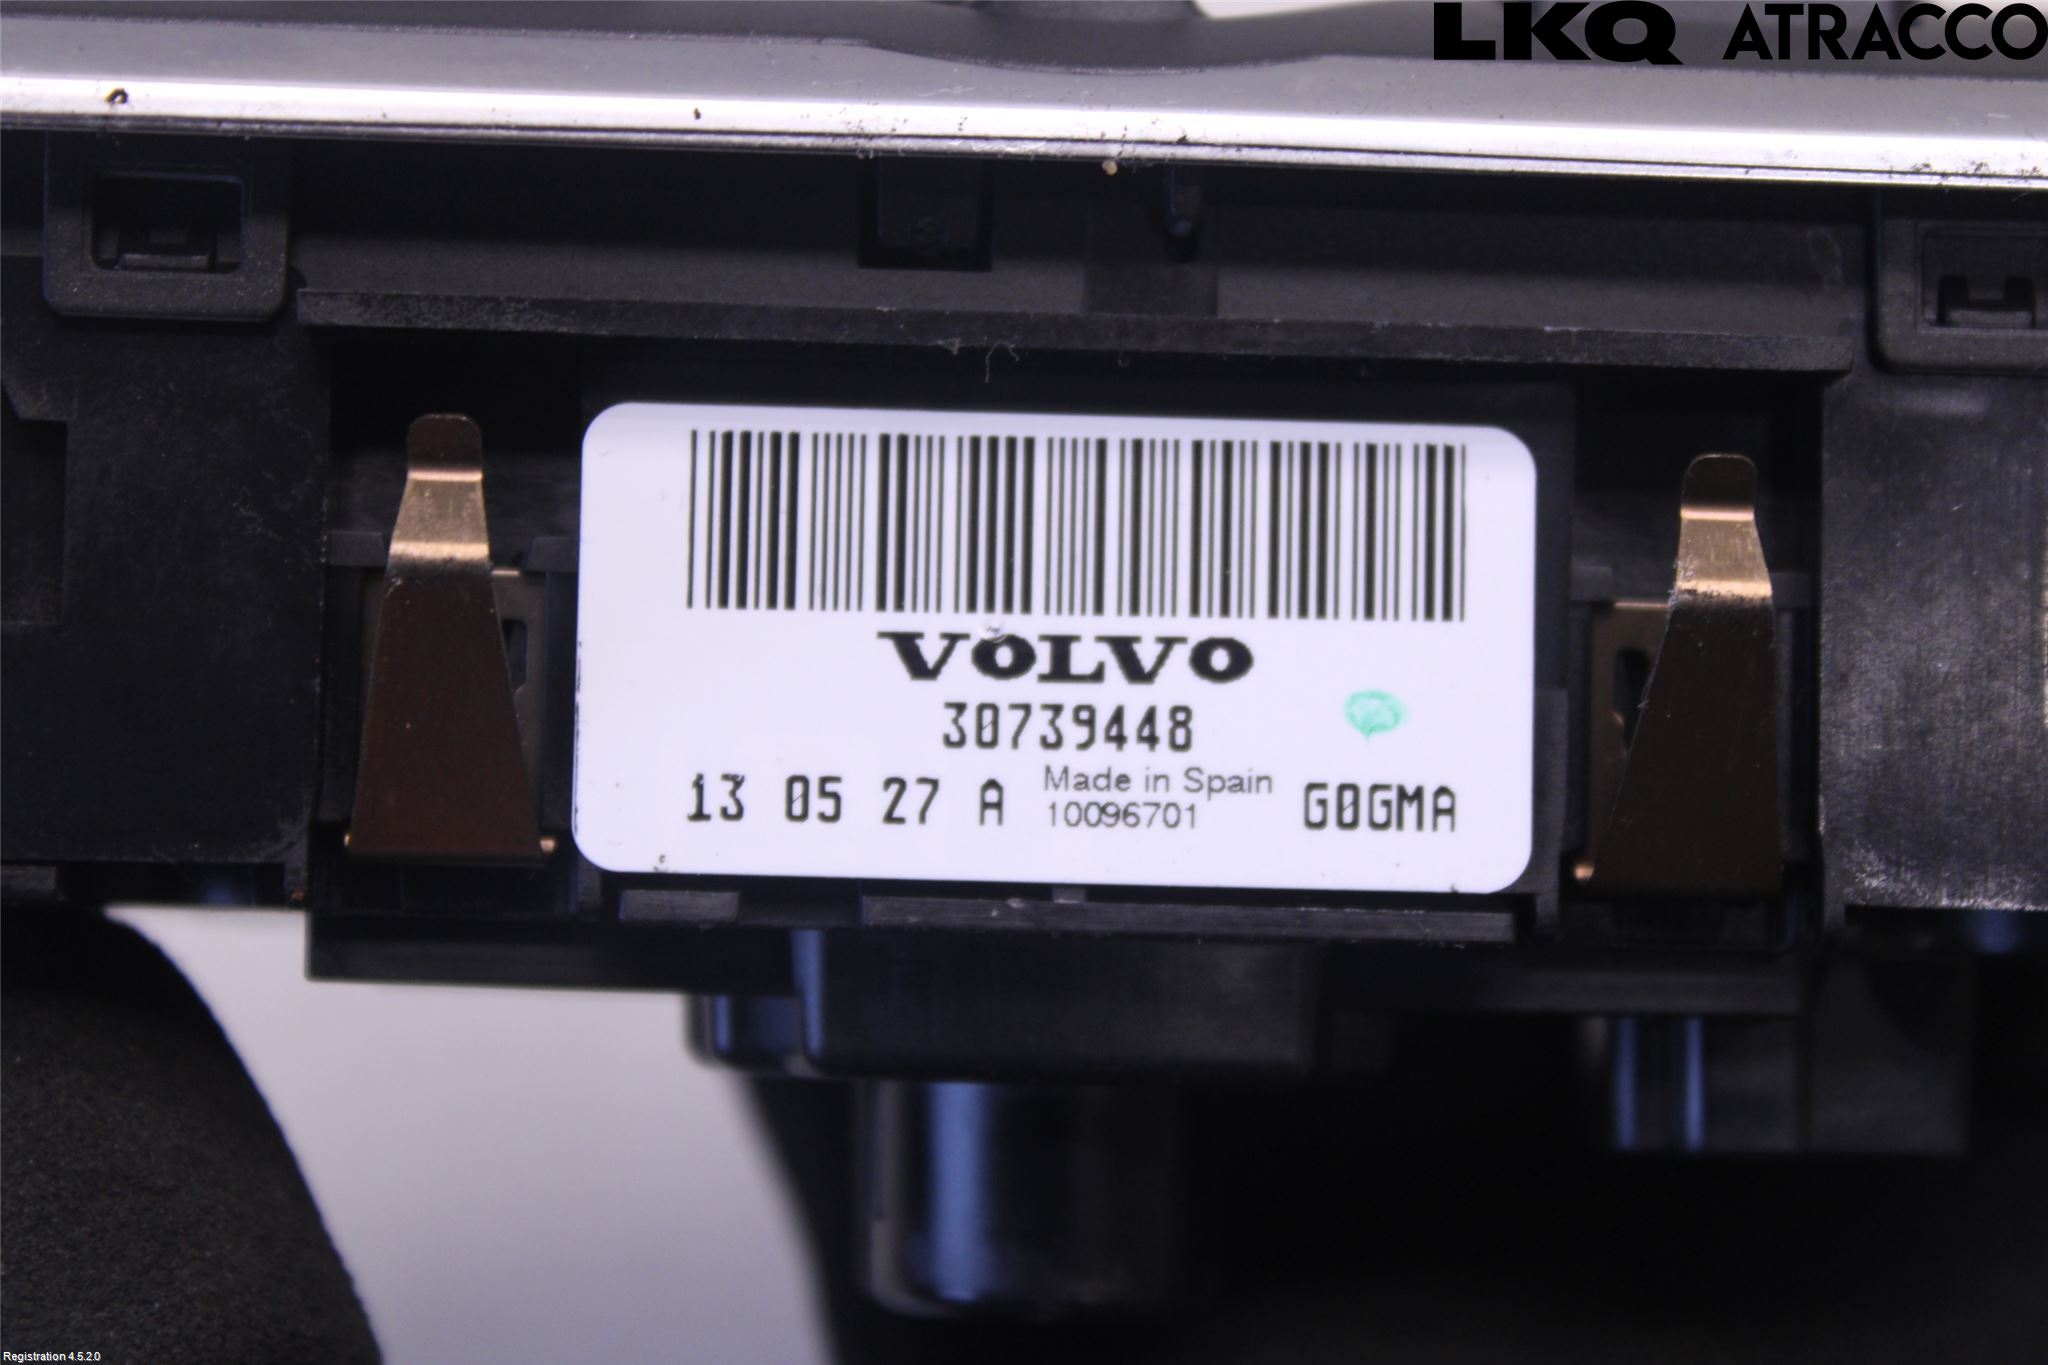 LKQ ATRACCO
VOLVO
30739448
13 05 27 A Made in Spain G0GMA
10096701
Registration 4.5.2.0